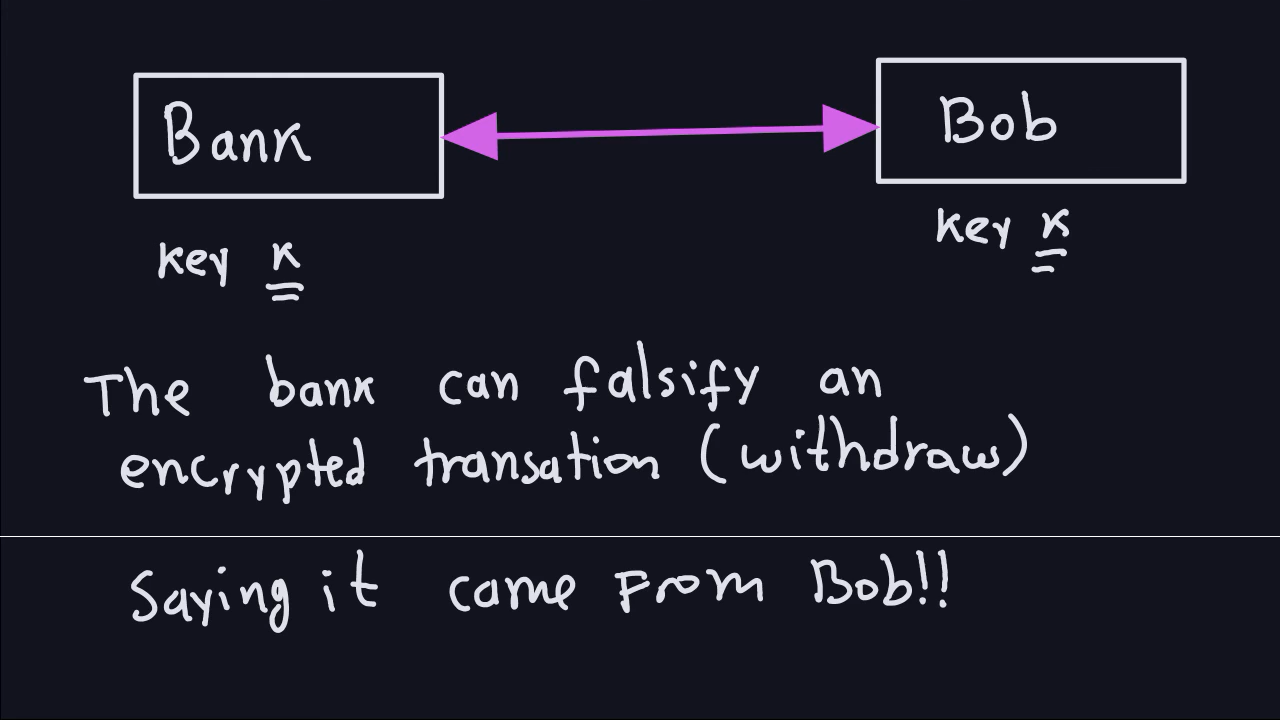 Bank
Bob
key k
key k
The bank can falsify an
encrypted transation (withdraw)
Saying it came From Bob!!